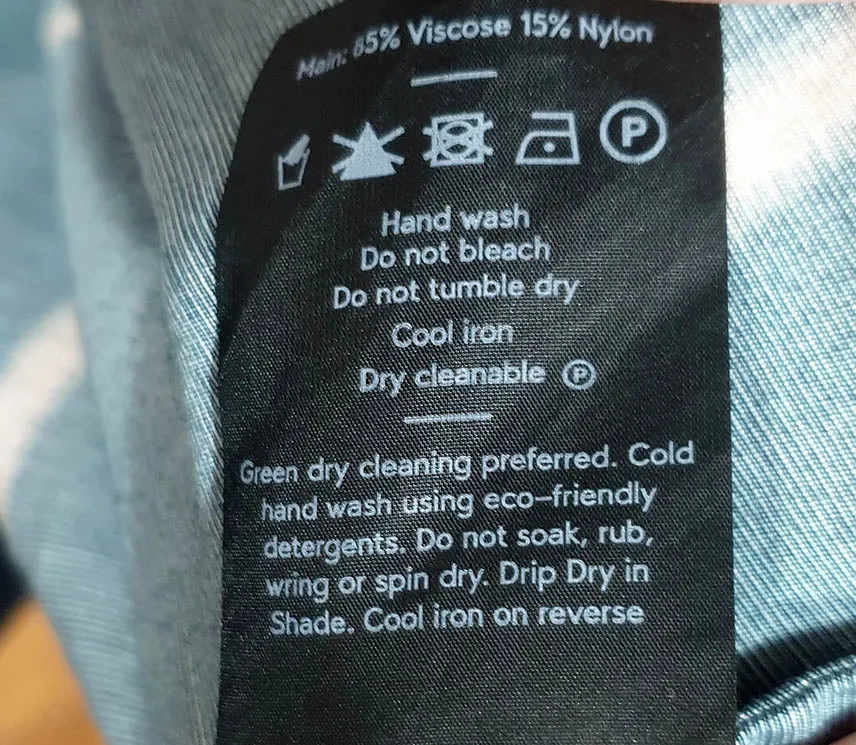 Main: 85% Viscose 15% Nylon
P
Hand wash
Do not bleach
Do not tumble dry
Cool iron
Dry cleanable Ⓟ
Green dry cleaning preferred. Cold
hand wash using eco-friendly
detergents. Do not soak, rub,
wring or spin dry. Drip Dry in
Shade. Cool iron on reverse